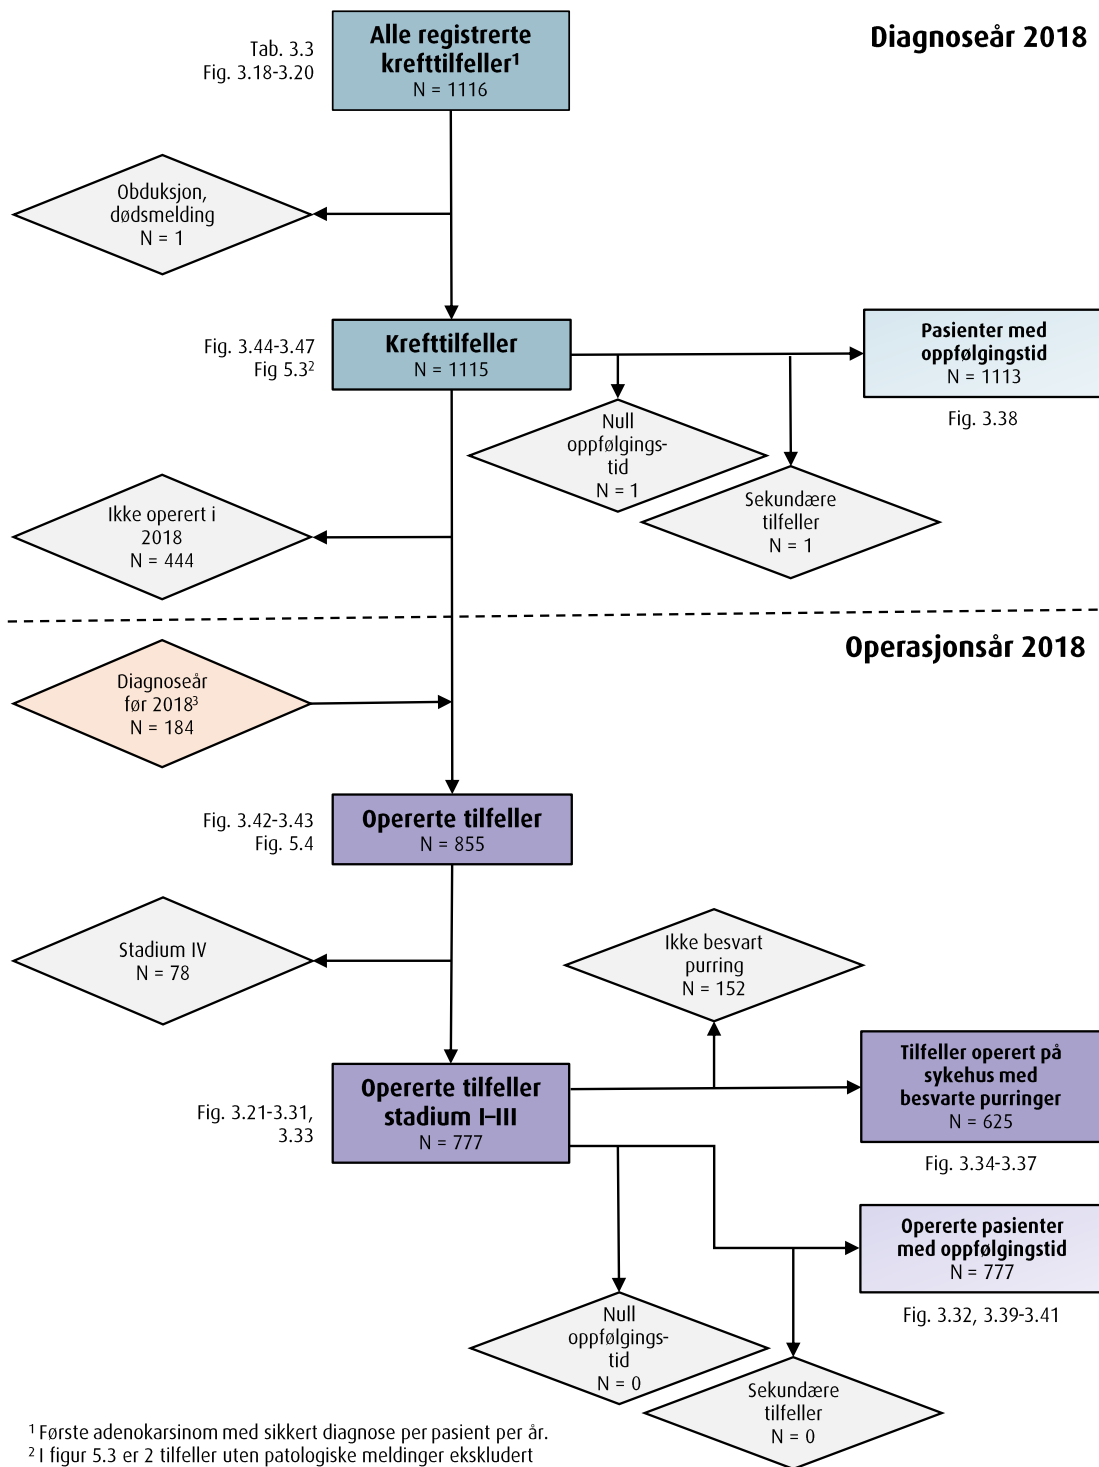 Diagnoseår 2018
Tab. 3.3
Fig. 3.18-3.20
Alle registrerte
krefttilfeller¹
N = 1116
Obduksjon,
dødsmelding
N = 1
Fig. 3.44-3.47
Fig 5.3²
Krefttilfeller
N = 1115
Pasienter med
oppfølgingstid
N = 1113
Fig. 3.38
Null
oppfølgings-
tid
N = 1
Sekundære
tilfeller
N = 1
Ikke operert i
2018
N = 444
Operasjonsår 2018
Diagnoseår
før 2018³
N = 184
Fig. 3.42-3.43
Fig. 5.4
Opererte tilfeller
N = 855
Stadium IV
N = 78
Ikke besvart
purring
N = 152
Fig. 3.21-3.31,
3.33
Opererte tilfeller
stadium I–III
N = 777
Tilfeller operert på
sykehus med
besvarte purringer
N = 625
Fig. 3.34-3.37
Opererte pasienter
med oppfølgingstid
N = 777
Fig. 3.32, 3.39-3.41
Null
oppfølgings-
tid
N = 0
Sekundære
tilfeller
N = 0
¹ Første adenokarsinom med sikkert diagnose per pasient per år.
² I figur 5.3 er 2 tilfeller uten patologiske meldinger ekskludert